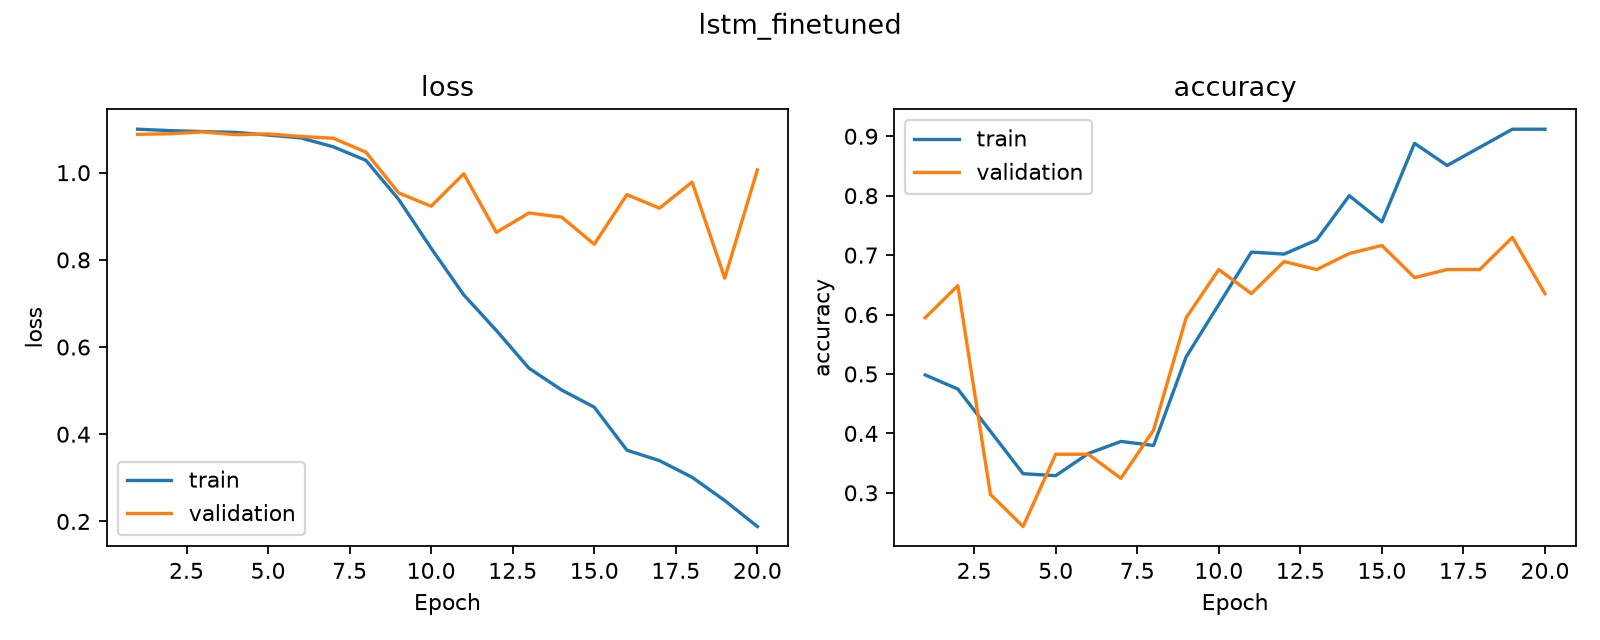 lstm_finetuned
loss
loss
1.0
0.8
0.6
0.4
0.2
train
validation
2.5 5.0 7.5 10.0 12.5 15.0 17.5 20.0
Epoch
accuracy
accuracy
0.9
0.8
0.7
0.6
0.5
0.4
0.3
train
validation
2.5 5.0 7.5 10.0 12.5 15.0 17.5 20.0
Epoch